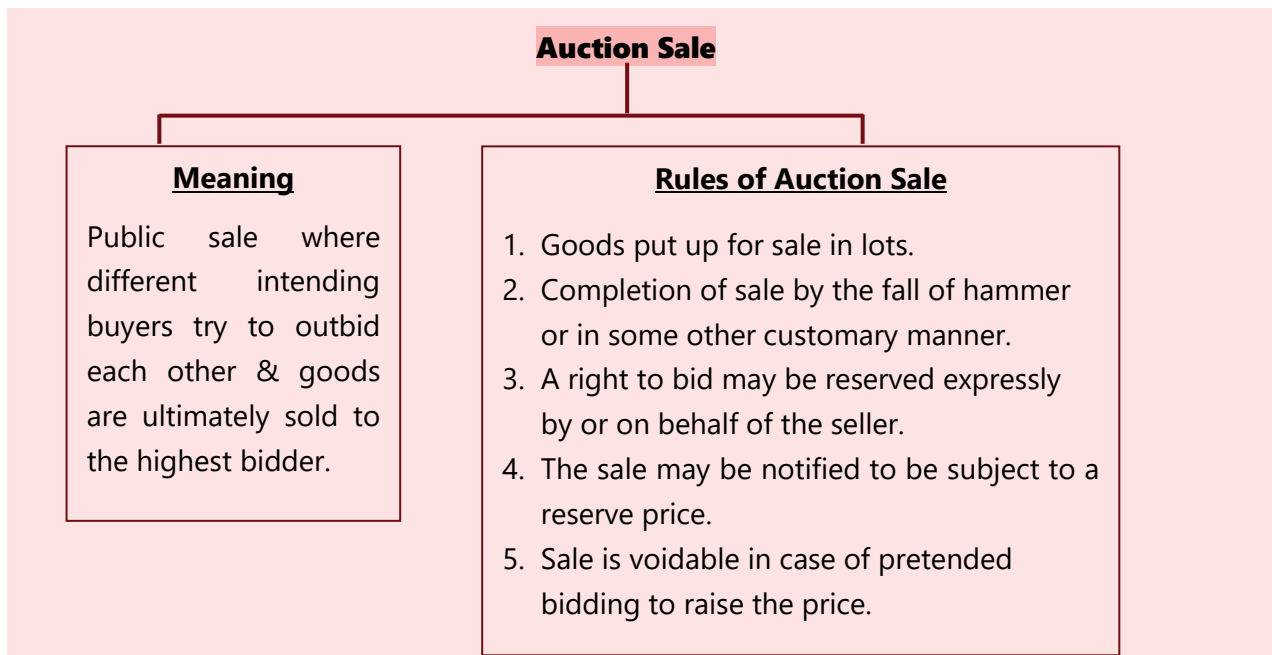 Auction Sale
Meaning
Public sale where
different intending
buyers try to outbid
each other & goods
are ultimately sold to
the highest bidder.
Rules of Auction Sale
1. Goods put up for sale in lots.
2. Completion of sale by the fall of hammer
or in some other customary manner.
3. A right to bid may be reserved expressly
by or on behalf of the seller.
4. The sale may be notified to be subject to a
reserve price.
5. Sale is voidable in case of pretended
bidding to raise the price.